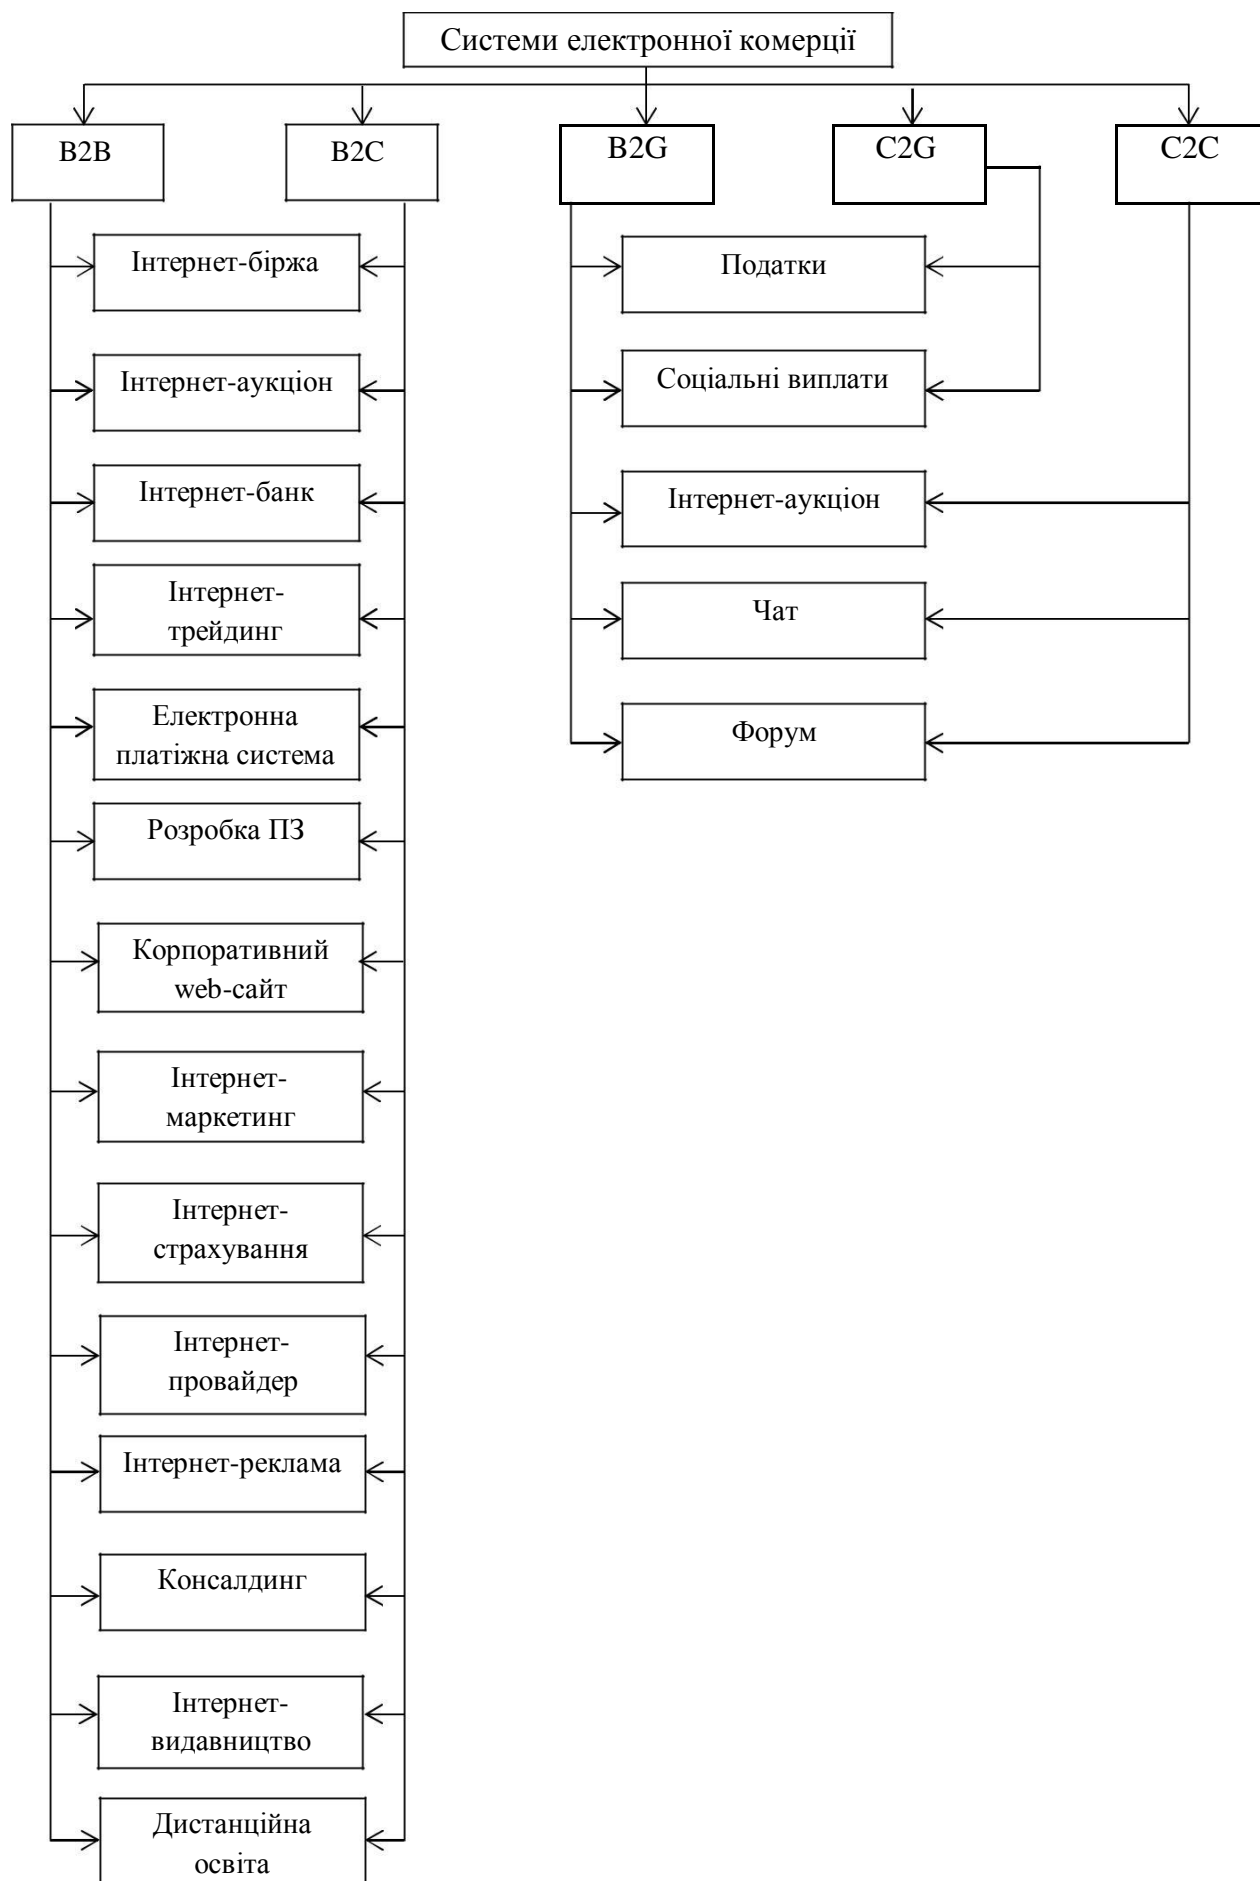 Системи електронної комерції
B2B
B2C
B2G
C2G
C2C
Інтернет-біржа
Інтернет-аукціон
Інтернет-банк
Інтернет-
трейдинг
Електронна
платіжна система
Розробка ПЗ
Корпоративний
web-сайт
Інтернет-
маркетинг
Інтернет-
страхування
Інтернет-
провайдер
Інтернет-реклама
Консалдинг
Інтернет-
видавництво
Дистанційна
освіта
Податки
Соціальні виплати
Інтернет-аукціон
Чат
Форум